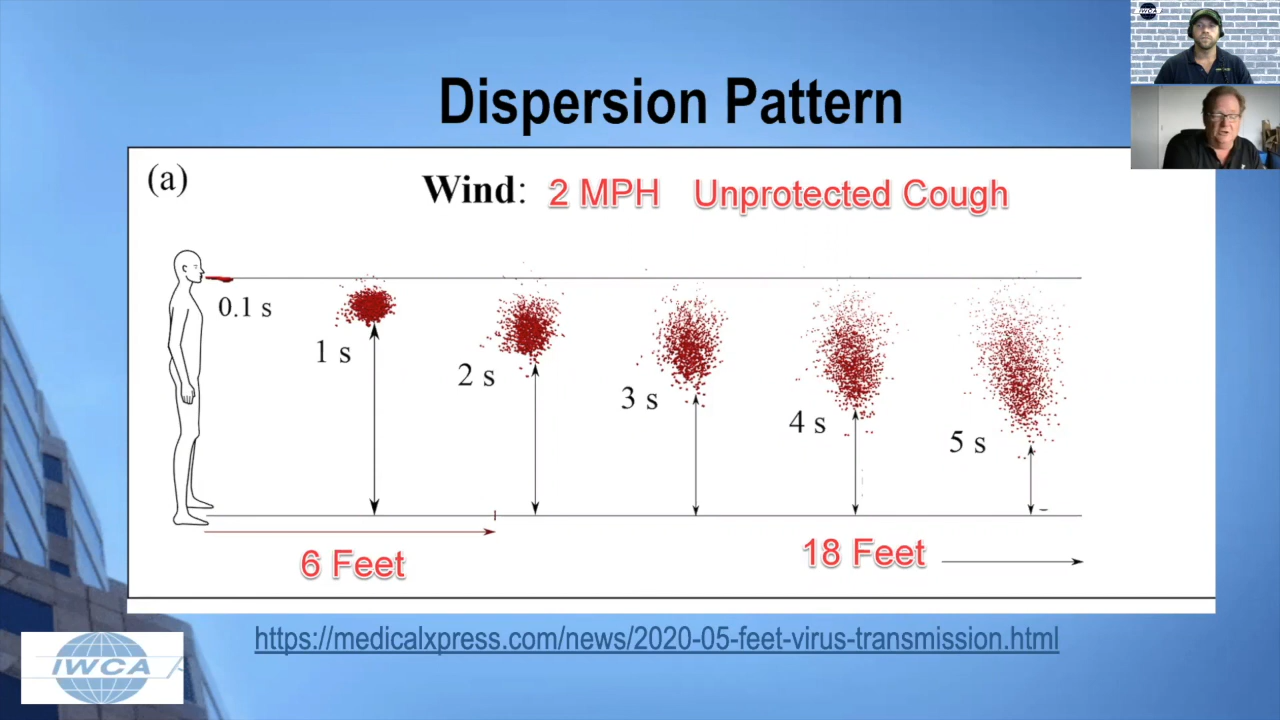 IWCA
Dispersion Pattern
(a)
Wind: 2 MPH Unprotected Cough
0.1 s
1 s
2 s
3 s
4 s
5 s
6 Feet
18 Feet
https://medicalxpress.com/news/2020-05-feet-virus-transmission.html
IWCA